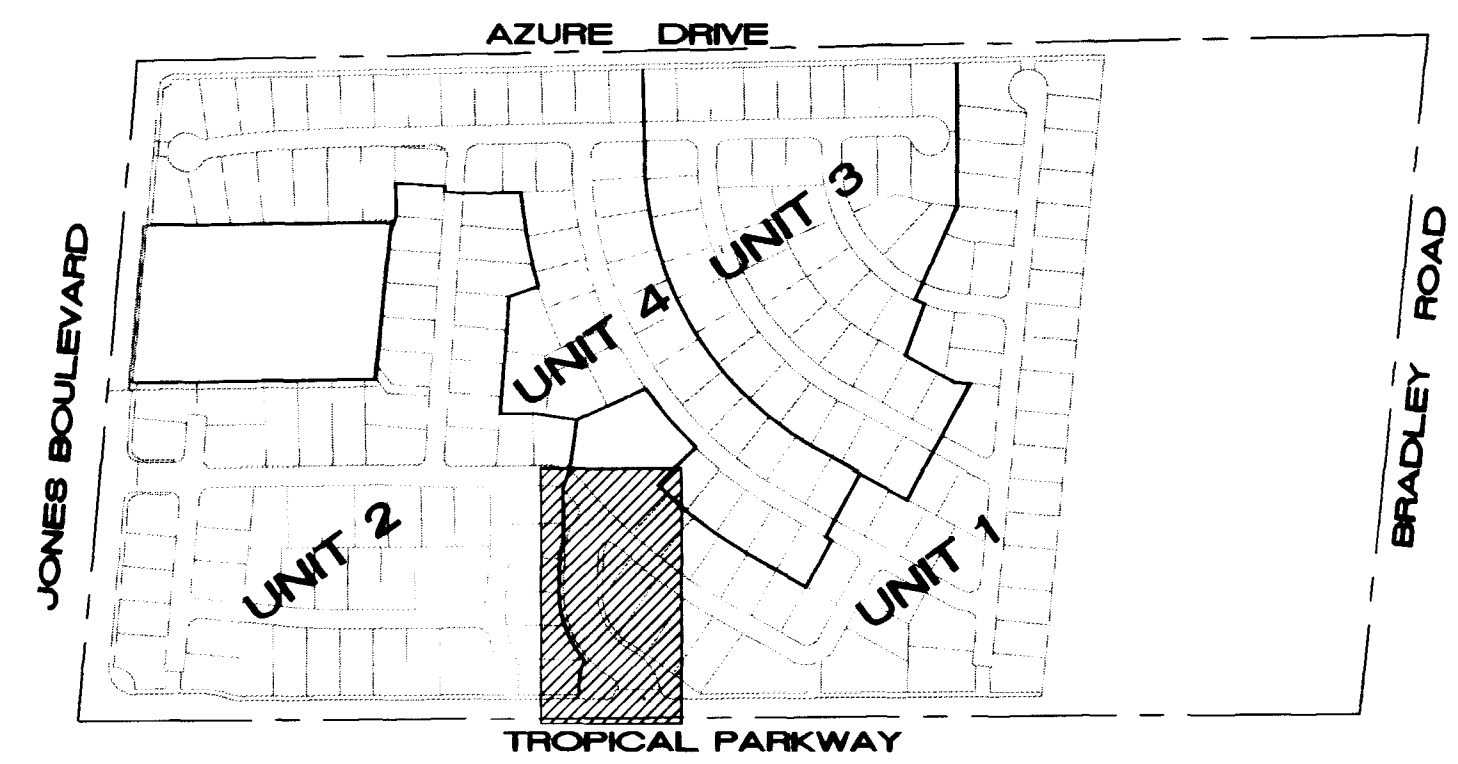 AZURE DRIVE
UNIT 3
UNIT 4
JONES BOULEVARD
BRADLEY ROAD
UNIT 2
UNIT 1
TROPICAL PARKWAY